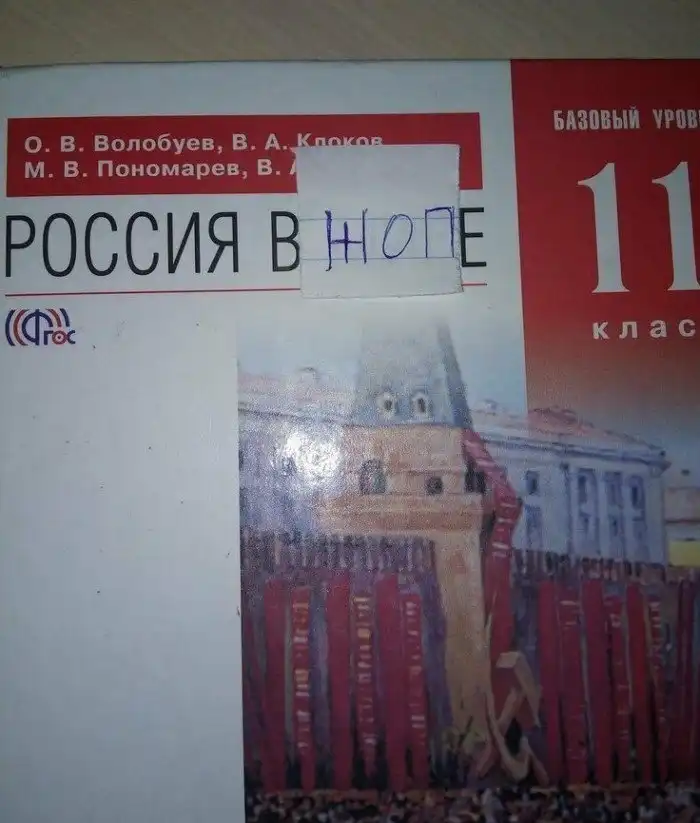 О. В. Волобуев, В. А. Клоков
М. В. Пономарев, В. А
РОССИЯ В ЖОПЕ
ФГОС
БАЗОВЫЙ УРОВ
11
клас